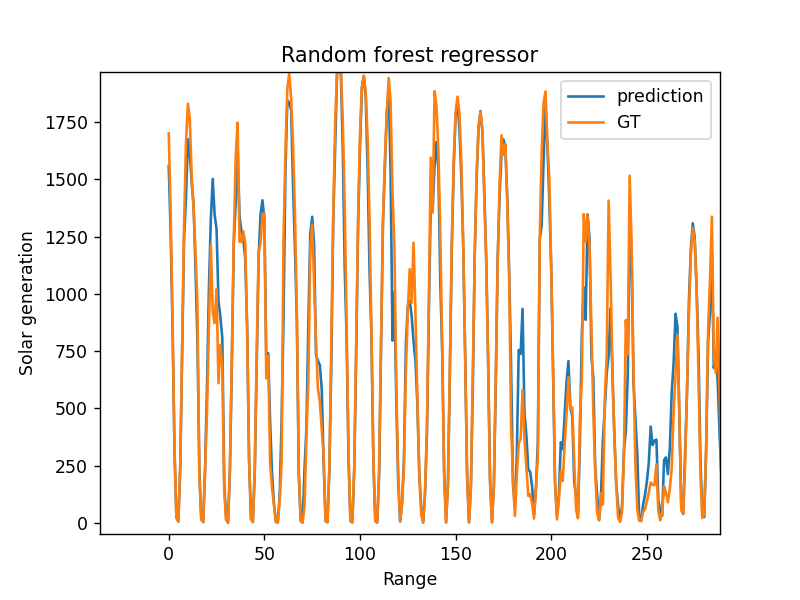 Random forest regressor
prediction
GT
Solar generation
1750
1500
1250
1000
750
500
250
0
0 50 100 150 200 250
Range